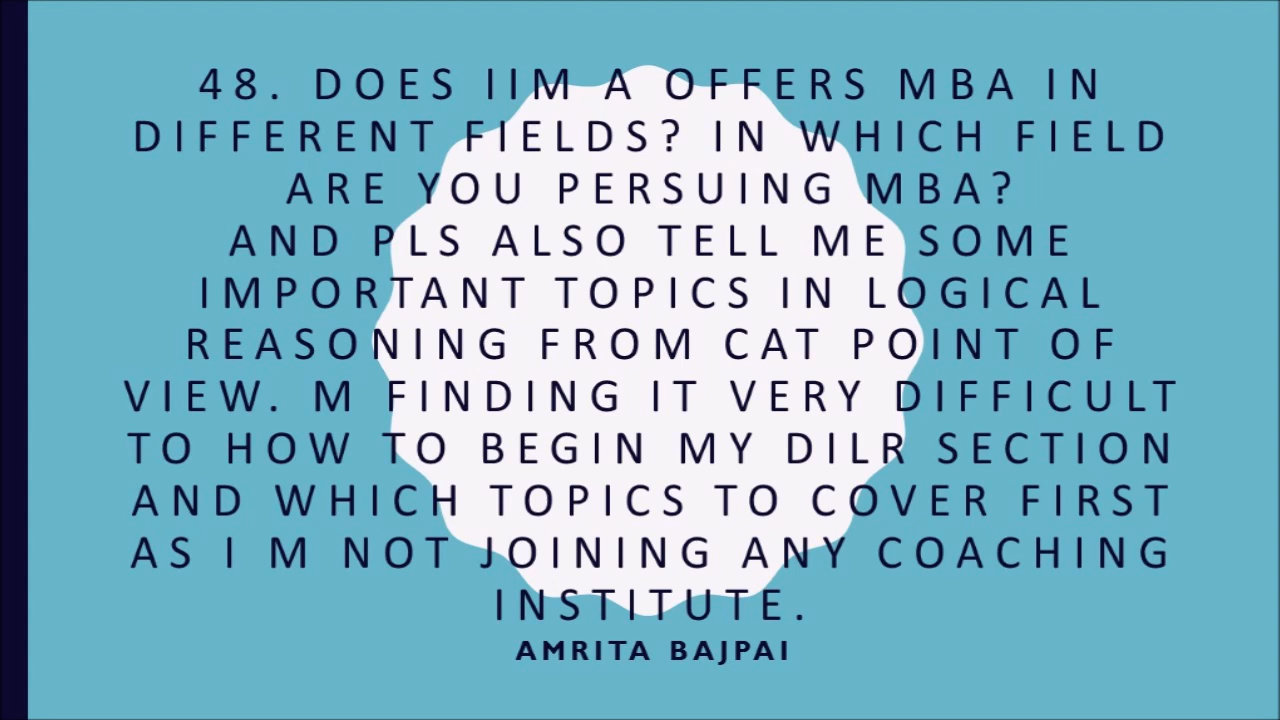 48. DOES IIM A OFFERS MBA IN
DIFFERENT FIELDS? IN WHICH FIELD
ARE YOU PERSUING MBA?
AND PLS ALSO TELL ME SOME
IMPORTANT TOPICS IN LOGICAL
REASONING FROM CAT POINT OF
VIEW. M FINDING IT VERY DIFFICULT
TO HOW TO BEGIN MY DILR SECTION
AND WHICH TOPICS TO COVER FIRST
AS I M NOT JOINING ANY COACHING
INSTITUTE.
AMRITA BAJPAI